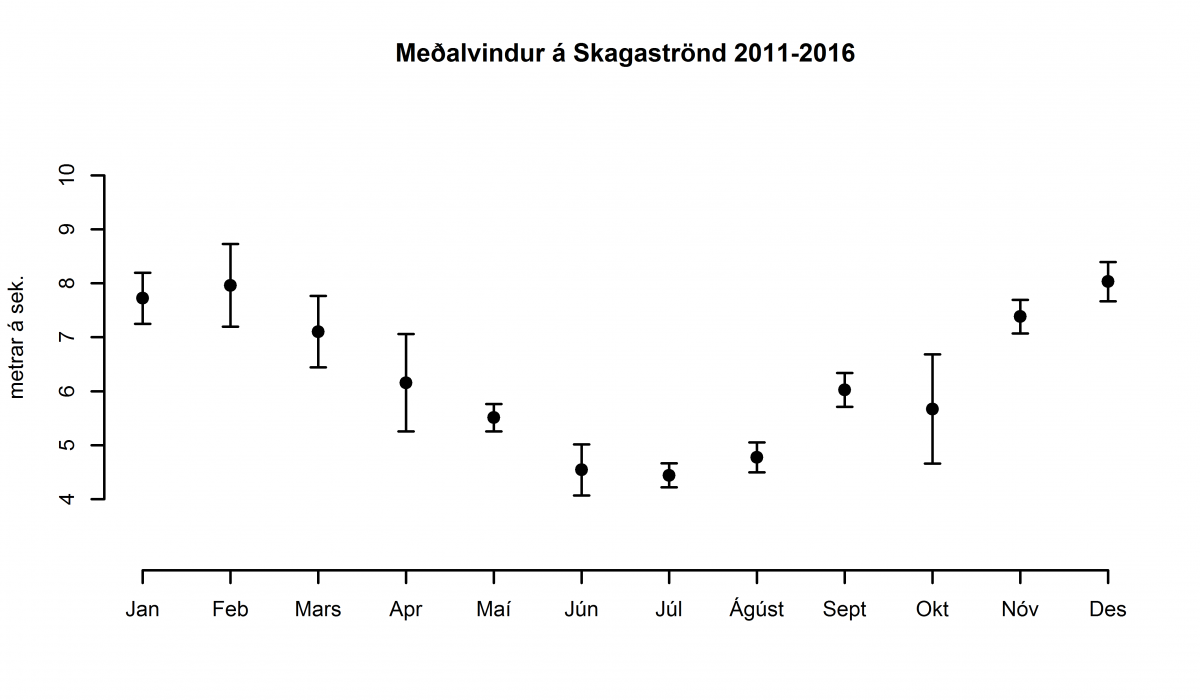 Meðalvindur á Skagaströnd 2011-2016
10
9
8
7
6
5
4
metrar á sek.
Jan Feb Mars Apr Maí Jún Júl Ágúst Sept Okt Nóv Des